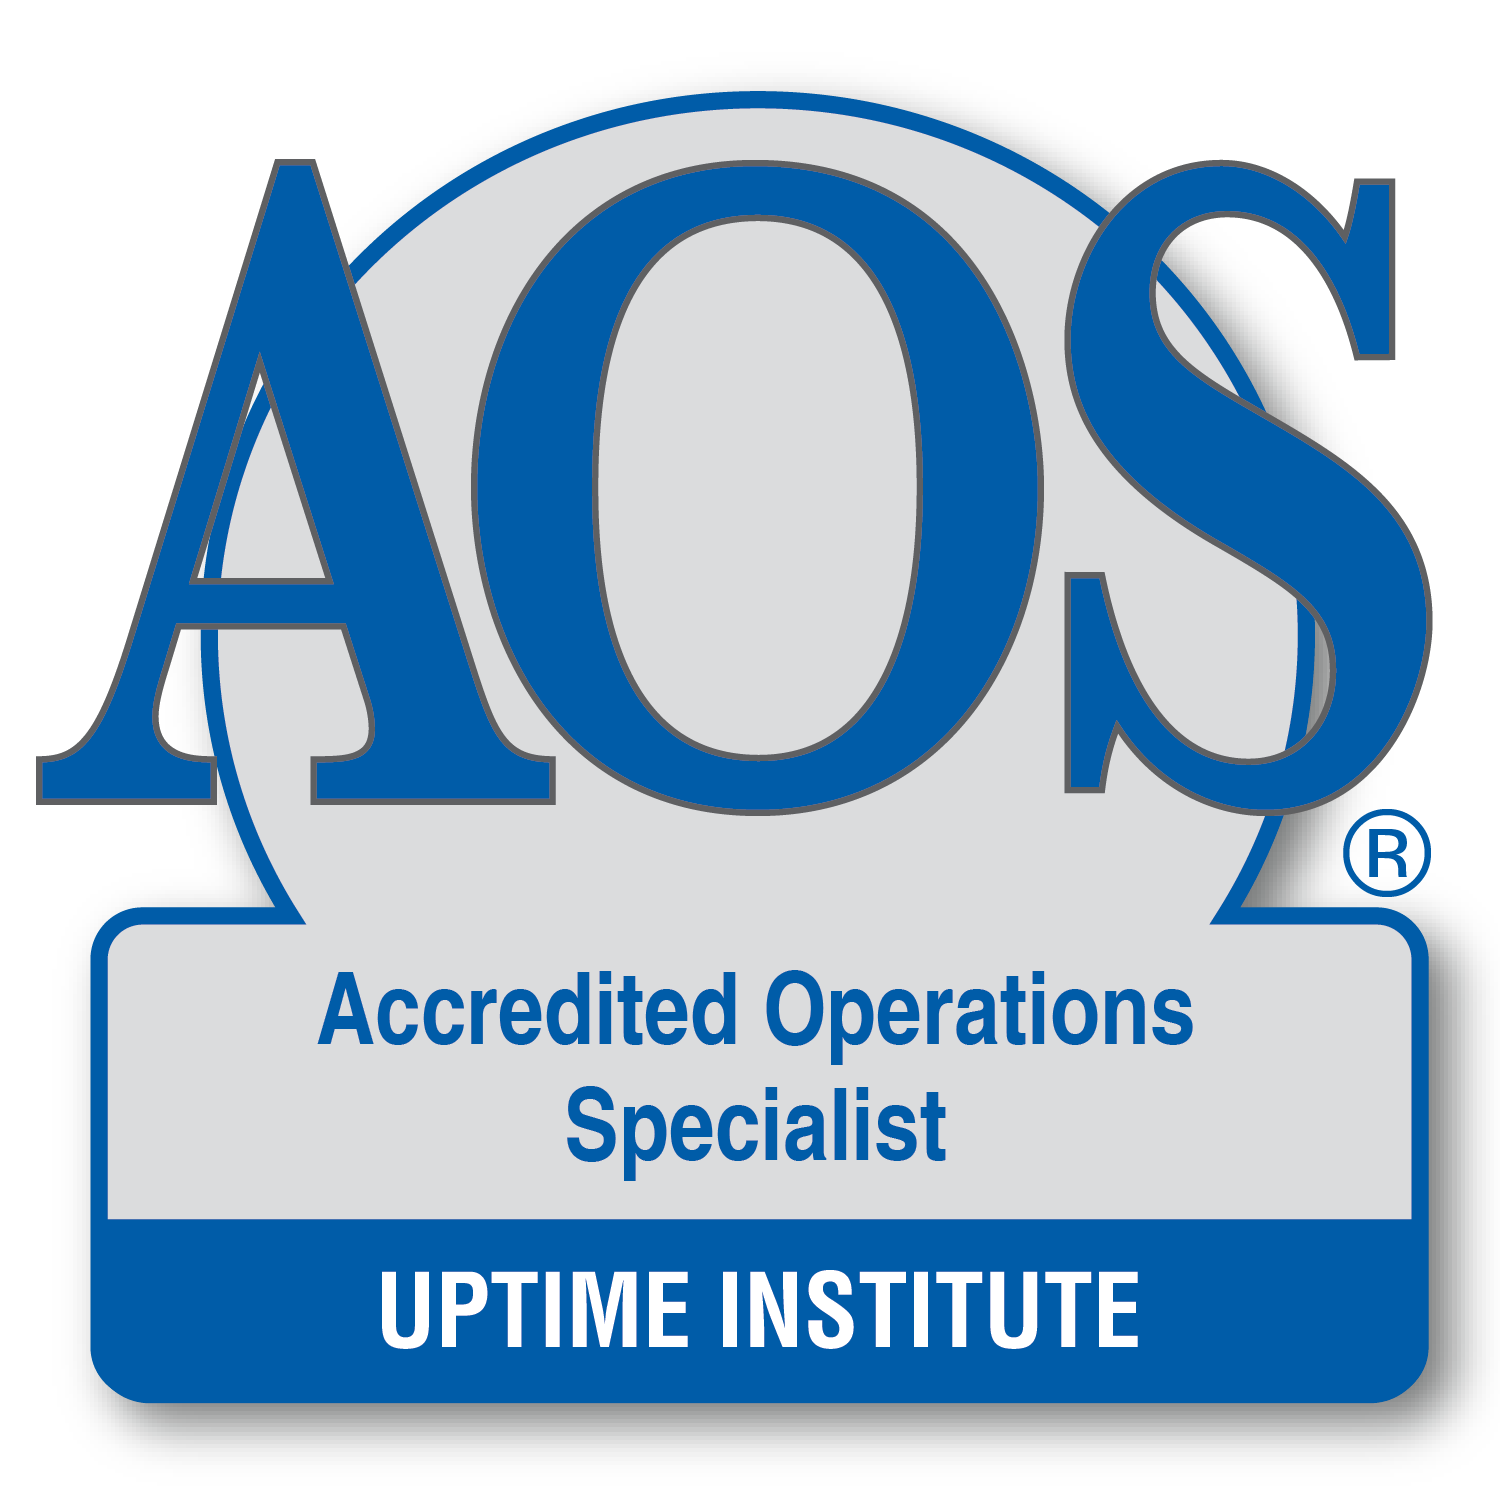 AOS
®
Accredited Operations
Specialist
UPTIME INSTITUTE